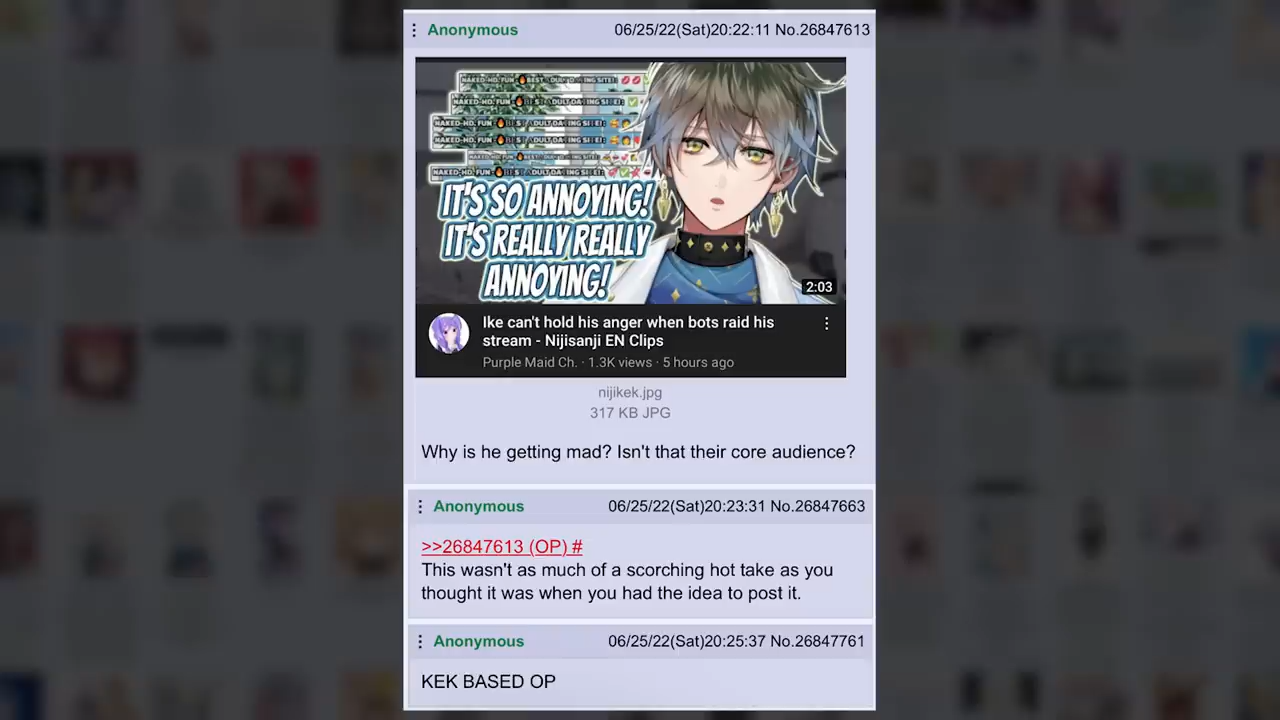 Anonymous 06/25/22(Sat)20:22:11 No.26847613
IT'S SO ANNOYING!
IT'S REALLY REALLY
ANNOYING!
2:03
Ike can't hold his anger when bots raid his
stream - Nijisanji EN Clips
Purple Maid Ch. · 1.3K views · 5 hours ago
nijikek.jpg
317 KB JPG
Why is he getting mad? Isn't that their core audience?
Anonymous 06/25/22(Sat)20:23:31 No.26847663
>>26847613 (OP) #
This wasn't as much of a scorching hot take as you
thought it was when you had the idea to post it.
Anonymous 06/25/22(Sat)20:25:37 No.26847761
KEK BASED OP